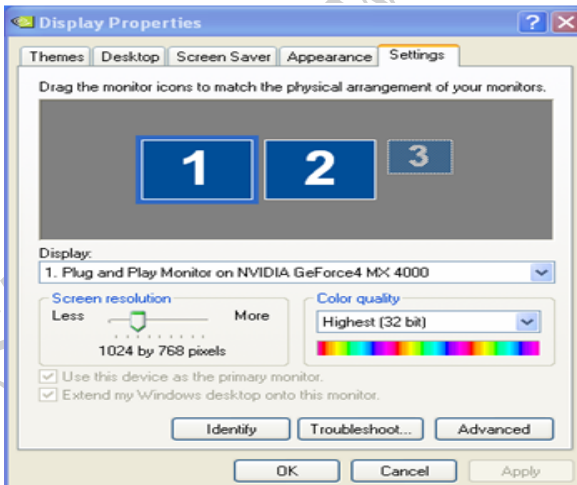 Display Properties
Themes Desktop Screen Saver Appearance Settings
Drag the monitor icons to match the physical arrangement of your monitors.
1 2 3
Display:
1. Plug and Play Monitor on NVIDIA GeForce4 MX 4000
Screen resolution
Less More
1024 by 768 pixels
Color quality
Highest (32 bit)
Use this device as the primary monitor.
Extend my Windows desktop onto this monitor.
Identify Troubleshoot... Advanced
OK Cancel Apply